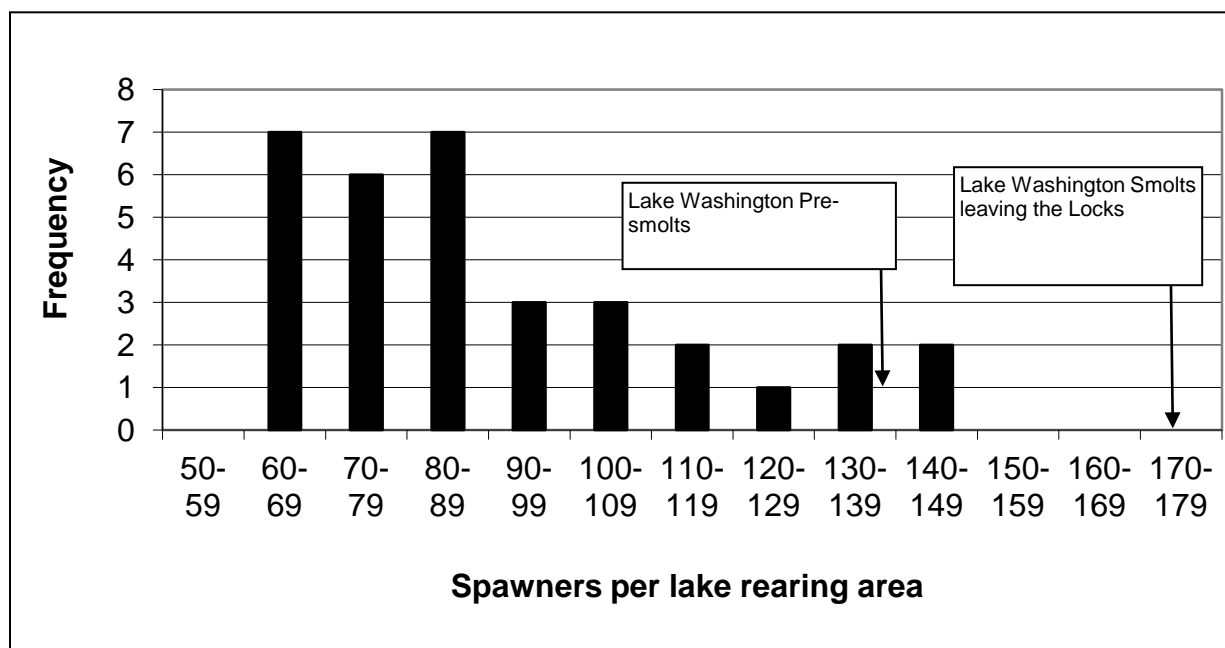 8
7
6
5
4
3
2
1
0
Frequency
Lake Washington Pre-
smolts
Lake Washington Smolts
leaving the Locks
50- 60- 70- 80- 90- 100- 110- 120- 130- 140- 150- 160- 170-
59 69 79 89 99 109 119 129 139 149 159 169 179
Spawners per lake rearing area